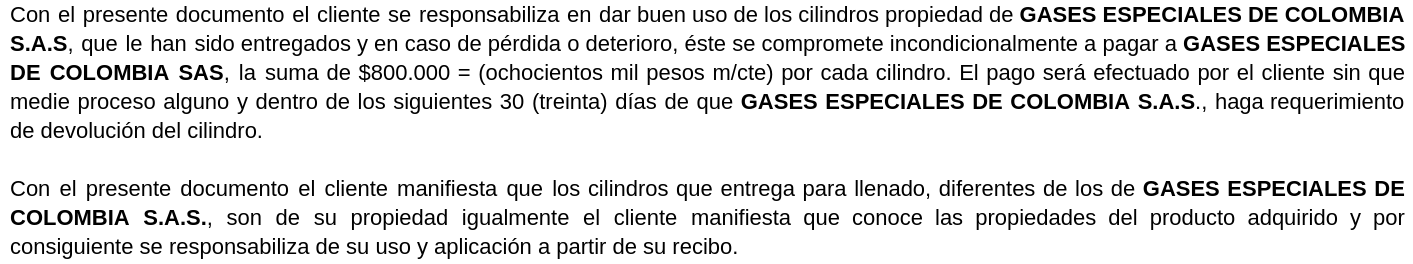 Con el presente documento el cliente se responsabiliza en dar buen uso de los cilindros propiedad de GASES ESPECIALES DE COLOMBIA
S.A.S, que le han sido entregados y en caso de pérdida o deterioro, éste se compromete incondicionalmente a pagar a GASES ESPECIALES
DE COLOMBIA SAS, la suma de $800.000 = (ochocientos mil pesos m/cte) por cada cilindro. El pago será efectuado por el cliente sin que
medie proceso alguno y dentro de los siguientes 30 (treinta) días de que GASES ESPECIALES DE COLOMBIA S.A.S., haga requerimiento
de devolución del cilindro.
Con el presente documento el cliente manifiesta que los cilindros que entrega para llenado, diferentes de los de GASES ESPECIALES DE
COLOMBIA S.A.S., son de su propiedad igualmente el cliente manifiesta que conoce las propiedades del producto adquirido y por
consiguiente se responsabiliza de su uso y aplicación a partir de su recibo.